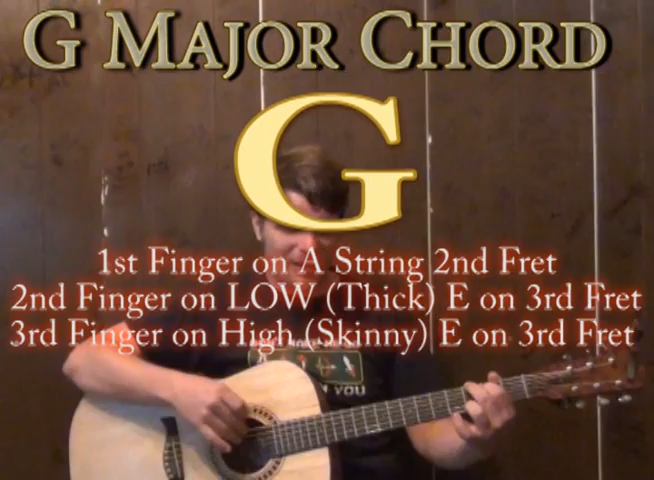 G Major Chord
G
1st Finger on A String 2nd Fret
2nd Finger on LOW (Thick) E on 3rd Fret
3rd Finger on High (Skinny) E on 3rd Fret
YOU